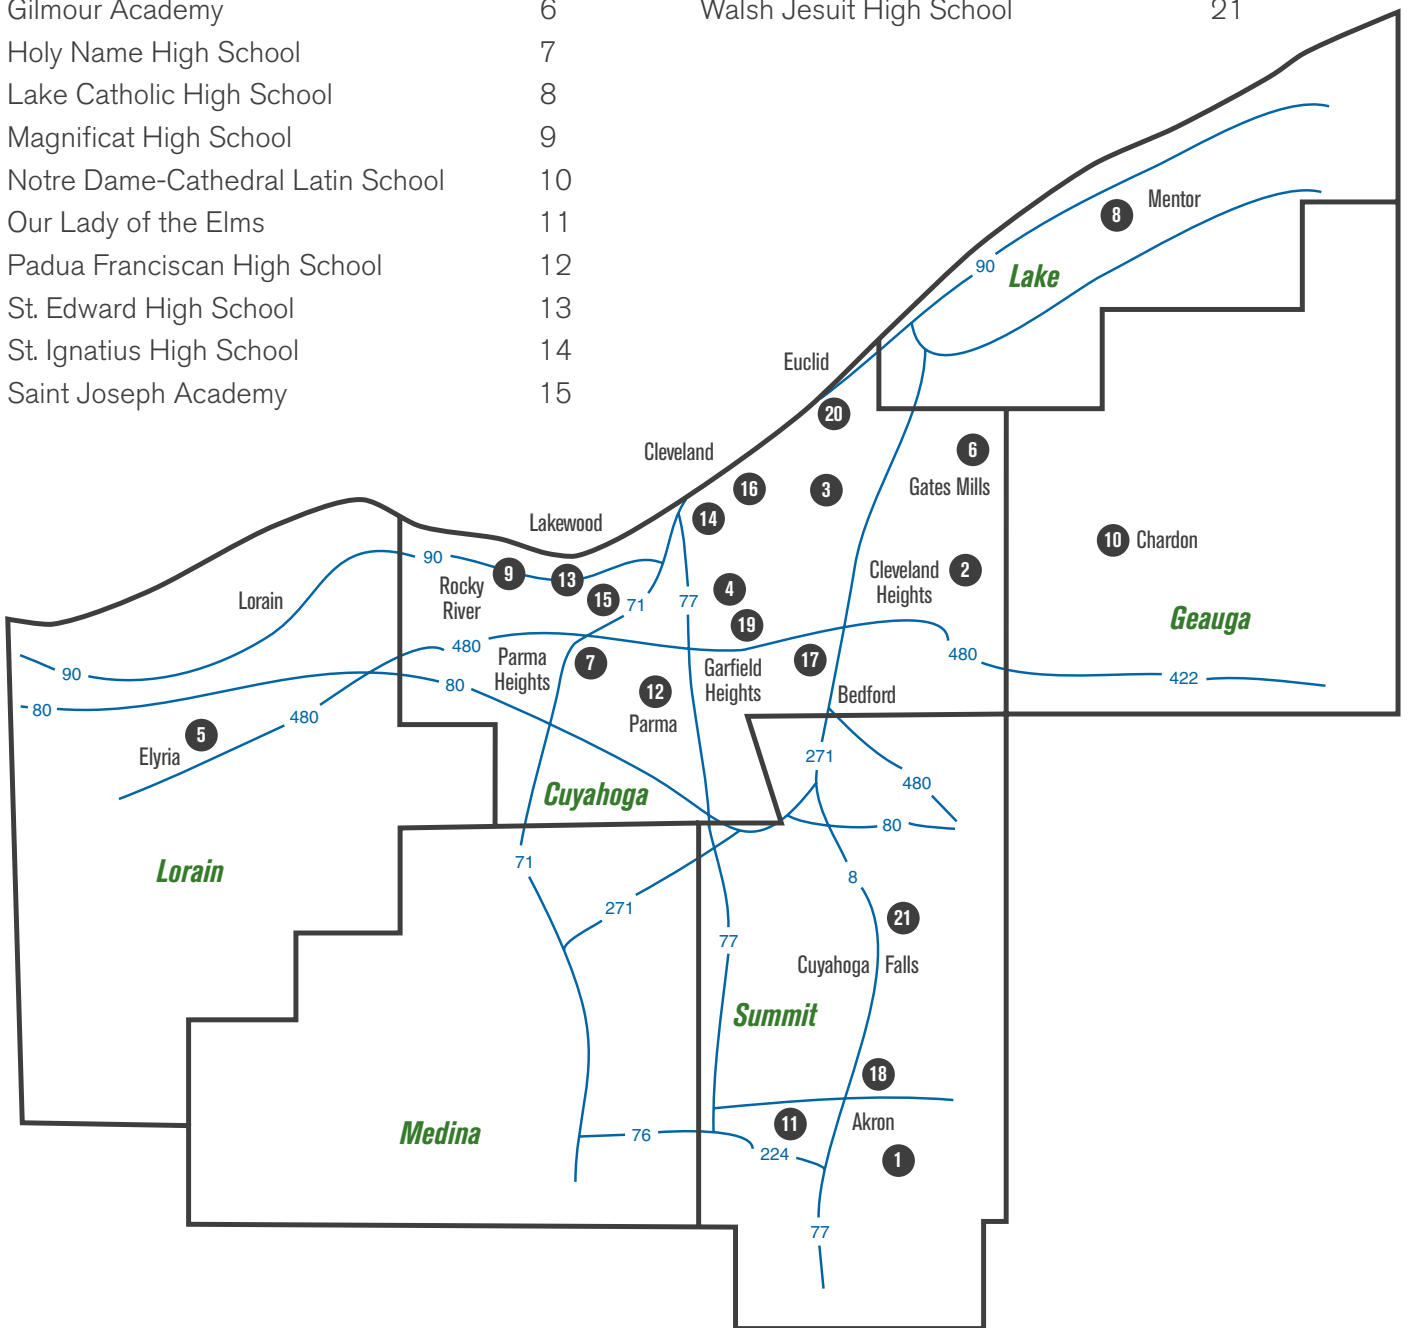 Gilmour Academy 6
Holy Name High School 7
Lake Catholic High School 8
Magnificat High School 9
Notre Dame-Cathedral Latin School 10
Our Lady of the Elms 11
Padua Franciscan High School 12
St. Edward High School 13
St. Ignatius High School 14
Saint Joseph Academy 15
Walsh Jesuit High School 21
Mentor
8
90
Lake
Euclid
20
Cleveland
6
16
3
Gates Mills
14
Lakewood
10 Chardon
90
9
13
Cleveland
Heights
2
Rocky
River
15
71
77
4
Lorain
19
Geauga
480
Parma
Heights
7
Garfield
Heights
17
480
90
422
80
12
Parma
Bedford
80
480
5
Elyria
271
480
Cuyahoga
80
71
Lorain
8
271
21
77
Cuyahoga Falls
Summit
18
11
Akron
Medina
76
224
1
77